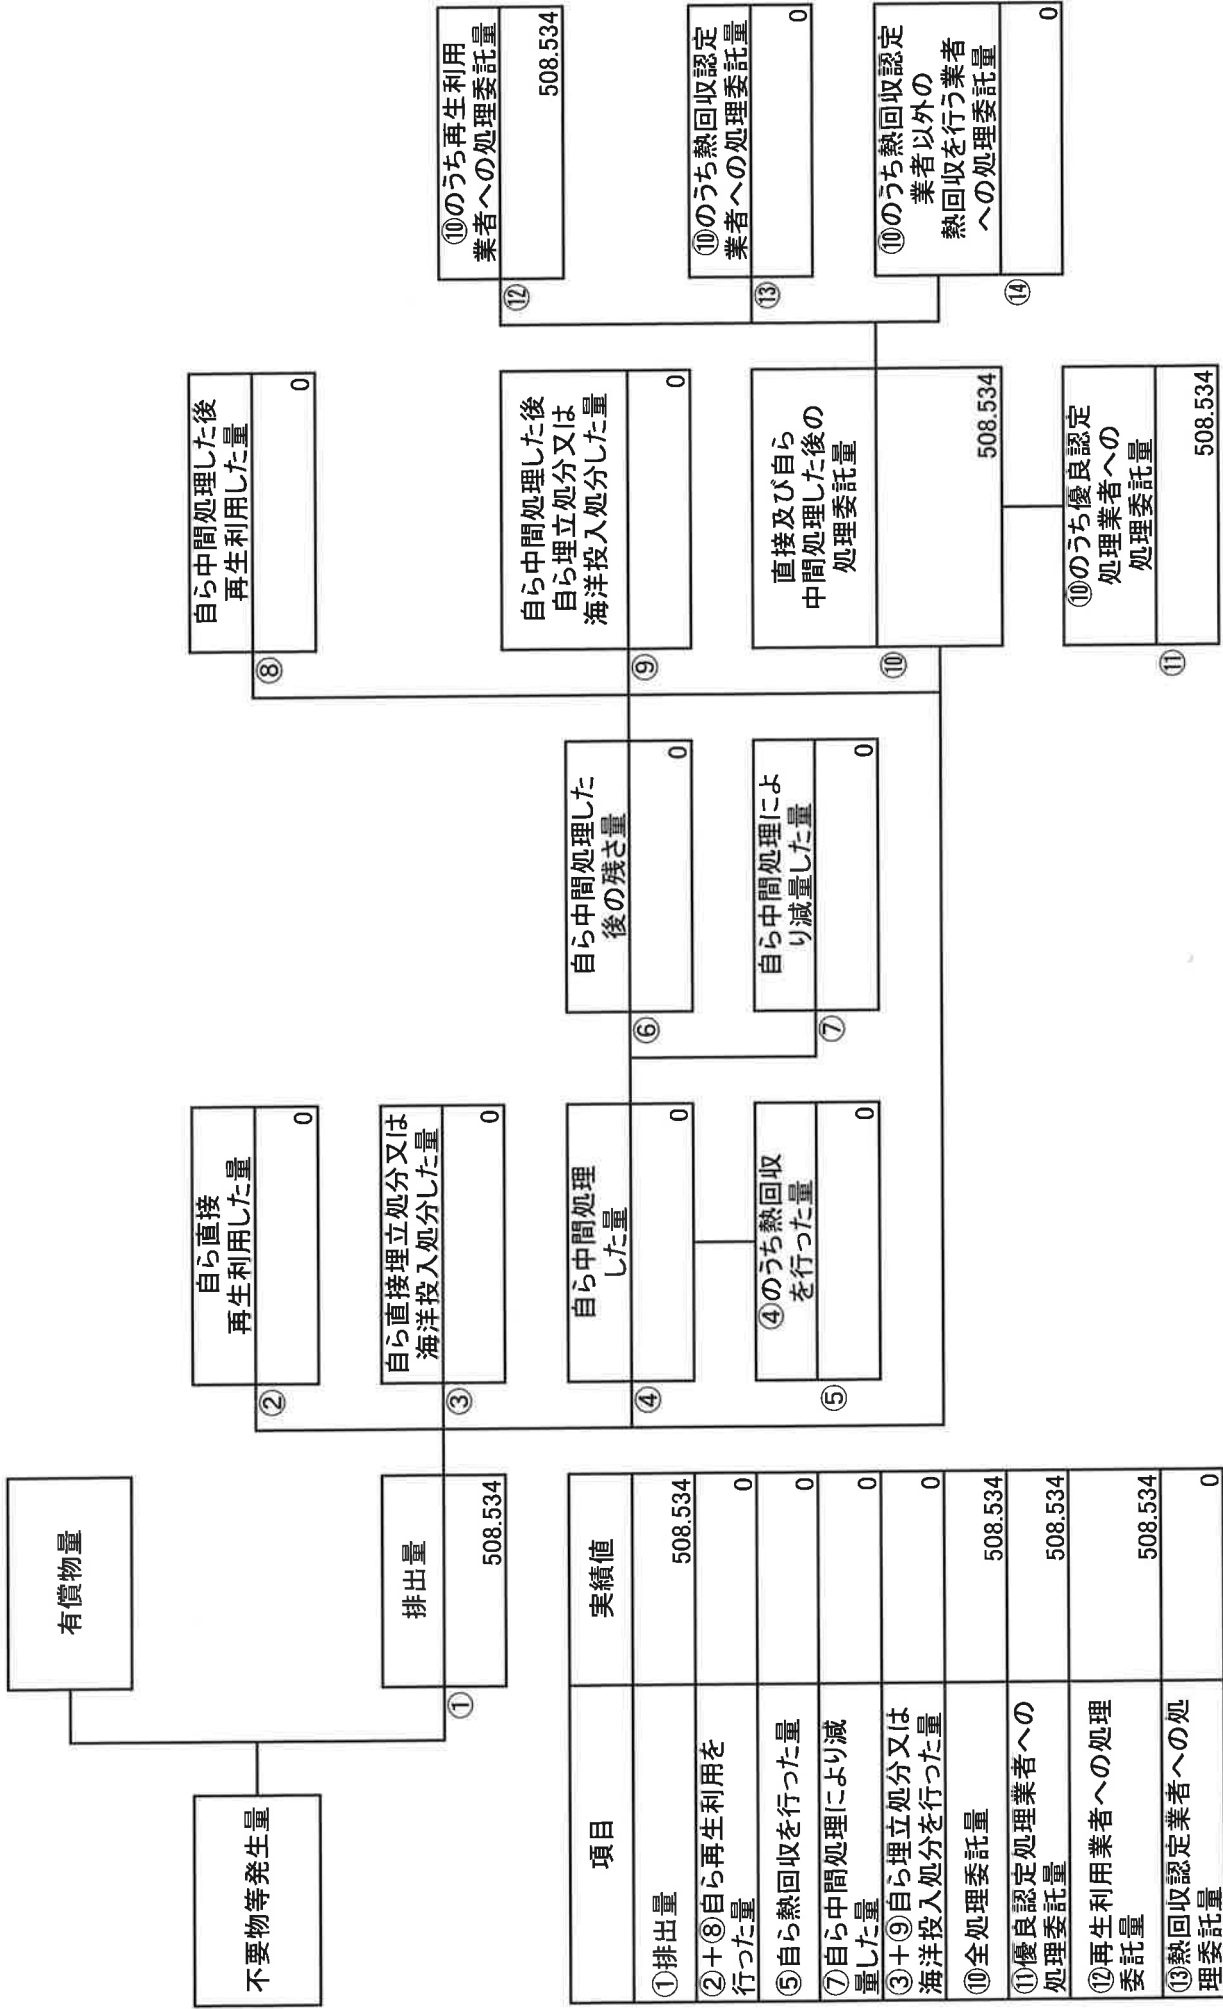 有償物量
不要物等発生量
排出量
①
508.534
自ら直接
再生利用した量
②
0
自ら直接埋立処分又は
海洋投入処分した量
③
0
自ら中間処理
した量
④
0
④のうち熱回収
を行った量
⑤
0
自ら中間処理した
後の残さ量
⑥
0
自ら中間処理によ
り減量した量
⑦
0
自ら中間処理した後
再生利用した量
⑧
0
自ら中間処理した後
自ら埋立処分又は
海洋投入処分した量
⑨
0
直接及び自ら
中間処理した後の
処理委託量
⑩
508.534
⑩のうち優良認定
処理業者への
処理委託量
⑪
508.534
⑩のうち再生利用
業者への処理委託量
⑫
508.534
⑩のうち熱回収認定
業者への処理委託量
⑬
0
⑩のうち熱回収認定
業者以外の
熱回収を行う業者
への処理委託量
⑭
0
項目 実績値
①排出量 508.534
②＋⑧自ら再生利用を
行った量 0
⑤自ら熱回収を行った量 0
⑦自ら中間処理により減
量した量 0
③＋⑨自ら埋立処分又は
海洋投入処分を行った量 0
⑩全処理委託量 508.534
⑪優良認定処理業者への
処理委託量 508.534
⑫再生利用業者への処理
委託量 508.534
⑬熱回収認定業者への処
理委託量 0